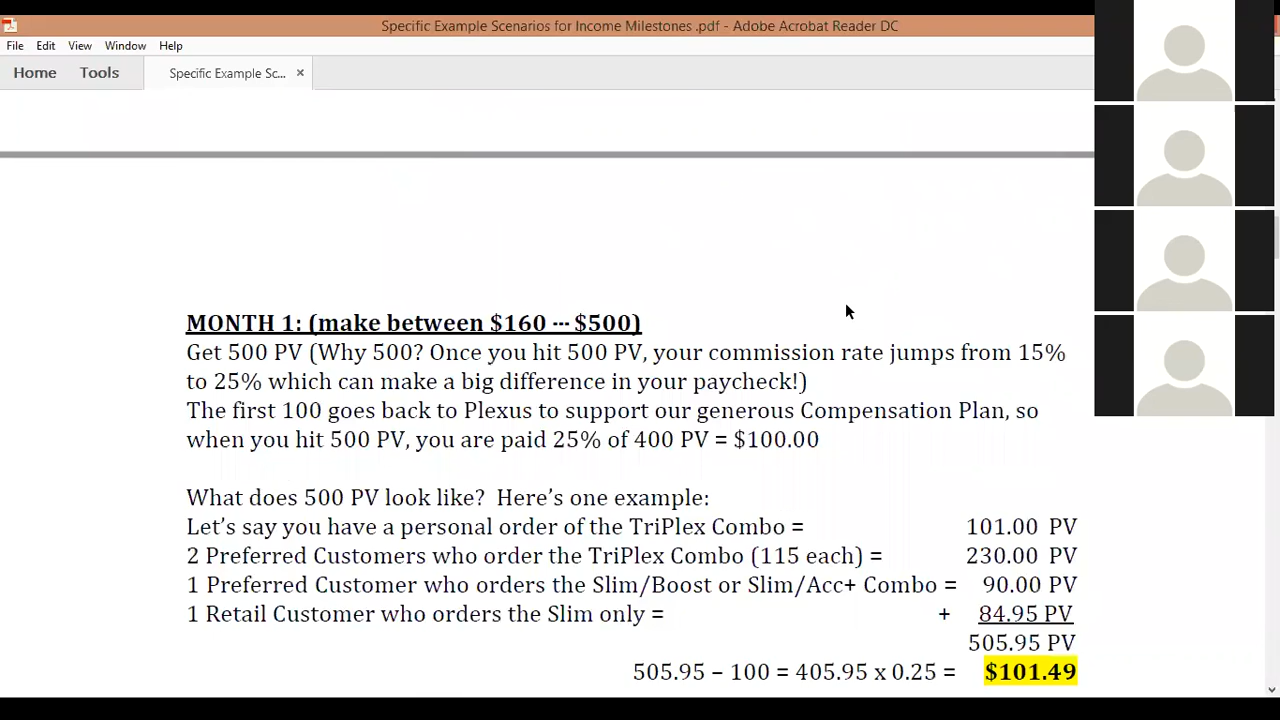 Specific Example Scenarios for Income Milestones .pdf - Adobe Acrobat Reader DC
File Edit View Window Help
Home Tools Specific Example Sc... ×
MONTH 1: (make between $160 --- $500)
Get 500 PV (Why 500? Once you hit 500 PV, your commission rate jumps from 15%
to 25% which can make a big difference in your paycheck!)
The first 100 goes back to Plexus to support our generous Compensation Plan, so
when you hit 500 PV, you are paid 25% of 400 PV = $100.00
What does 500 PV look like? Here's one example:
Let's say you have a personal order of the TriPlex Combo = 101.00 PV
2 Preferred Customers who order the TriPlex Combo (115 each) = 230.00 PV
1 Preferred Customer who orders the Slim/Boost or Slim/Acc+ Combo = 90.00 PV
1 Retail Customer who orders the Slim only = + 84.95 PV
505.95 PV
505.95 – 100 = 405.95 x 0.25 = $101.49